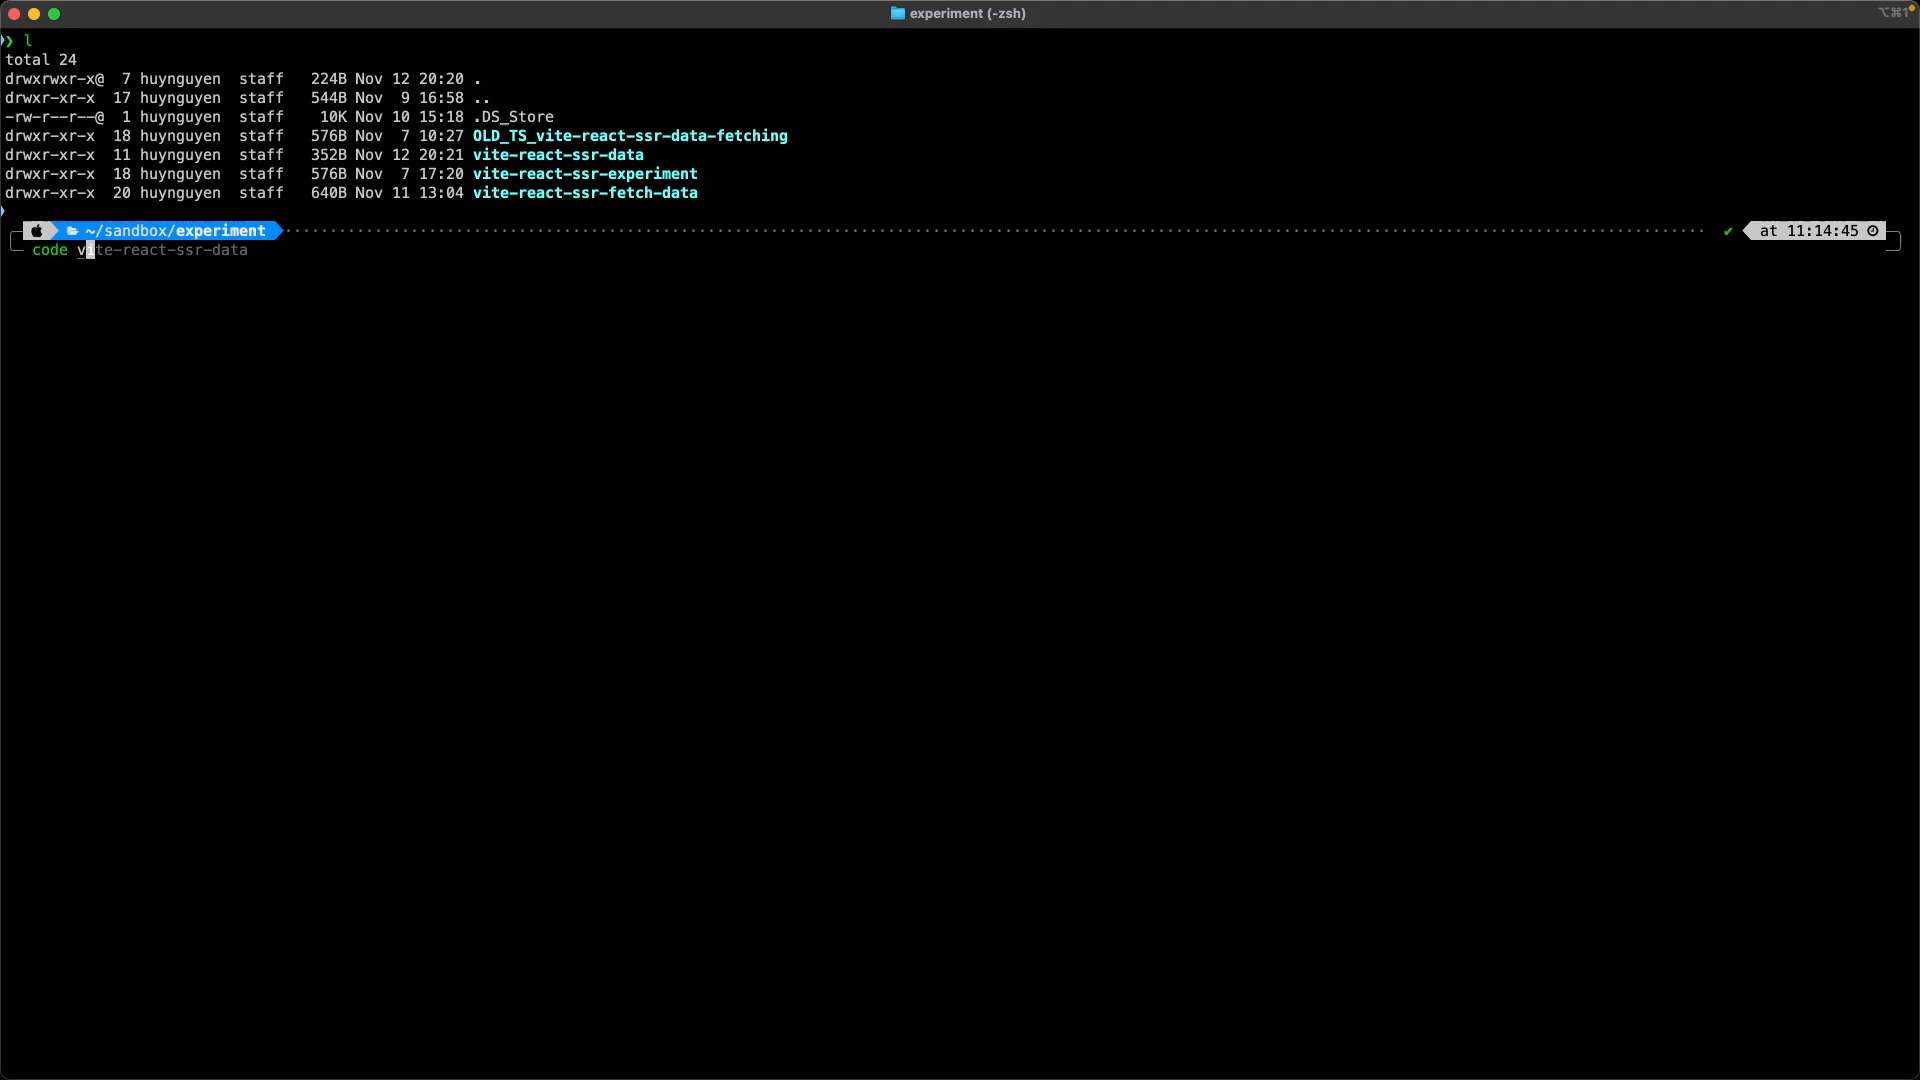 experiment (-zsh)
⌥⌘1
❯ l
total 24
drwxrwxr-x@  7 huynguyen  staff   224B Nov 12 20:20 .
drwxr-xr-x  17 huynguyen  staff   544B Nov  9 16:58 ..
-rw-r--r--@  1 huynguyen  staff    10K Nov 10 15:18 .DS_Store
drwxr-xr-x  18 huynguyen  staff   576B Nov  7 10:27 OLD_TS_vite-react-ssr-data-fetching
drwxr-xr-x  11 huynguyen  staff   352B Nov 12 20:21 vite-react-ssr-data
drwxr-xr-x  18 huynguyen  staff   576B Nov  7 17:20 vite-react-ssr-experiment
drwxr-xr-x  20 huynguyen  staff   640B Nov 11 13:04 vite-react-ssr-fetch-data
~/sandbox/experiment ✔ at 11:14:45
code vite-react-ssr-data